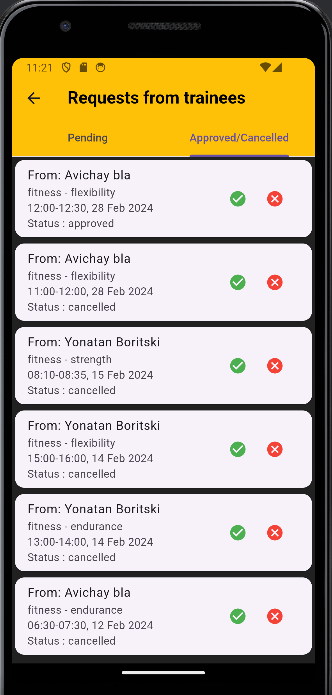 11:21
Requests from trainees
Pending
Approved/Cancelled
From: Avichay bla
fitness - flexibility
12:00-12:30, 28 Feb 2024
Status : approved
From: Avichay bla
fitness - flexibility
11:00-12:00, 28 Feb 2024
Status : cancelled
From: Yonatan Boritski
fitness - strength
08:10-08:35, 15 Feb 2024
Status : cancelled
From: Yonatan Boritski
fitness - flexibility
15:00-16:00, 14 Feb 2024
Status : cancelled
From: Yonatan Boritski
fitness - endurance
13:00-14:00, 14 Feb 2024
Status : cancelled
From: Avichay bla
fitness - endurance
06:30-07:30, 12 Feb 2024
Status : cancelled